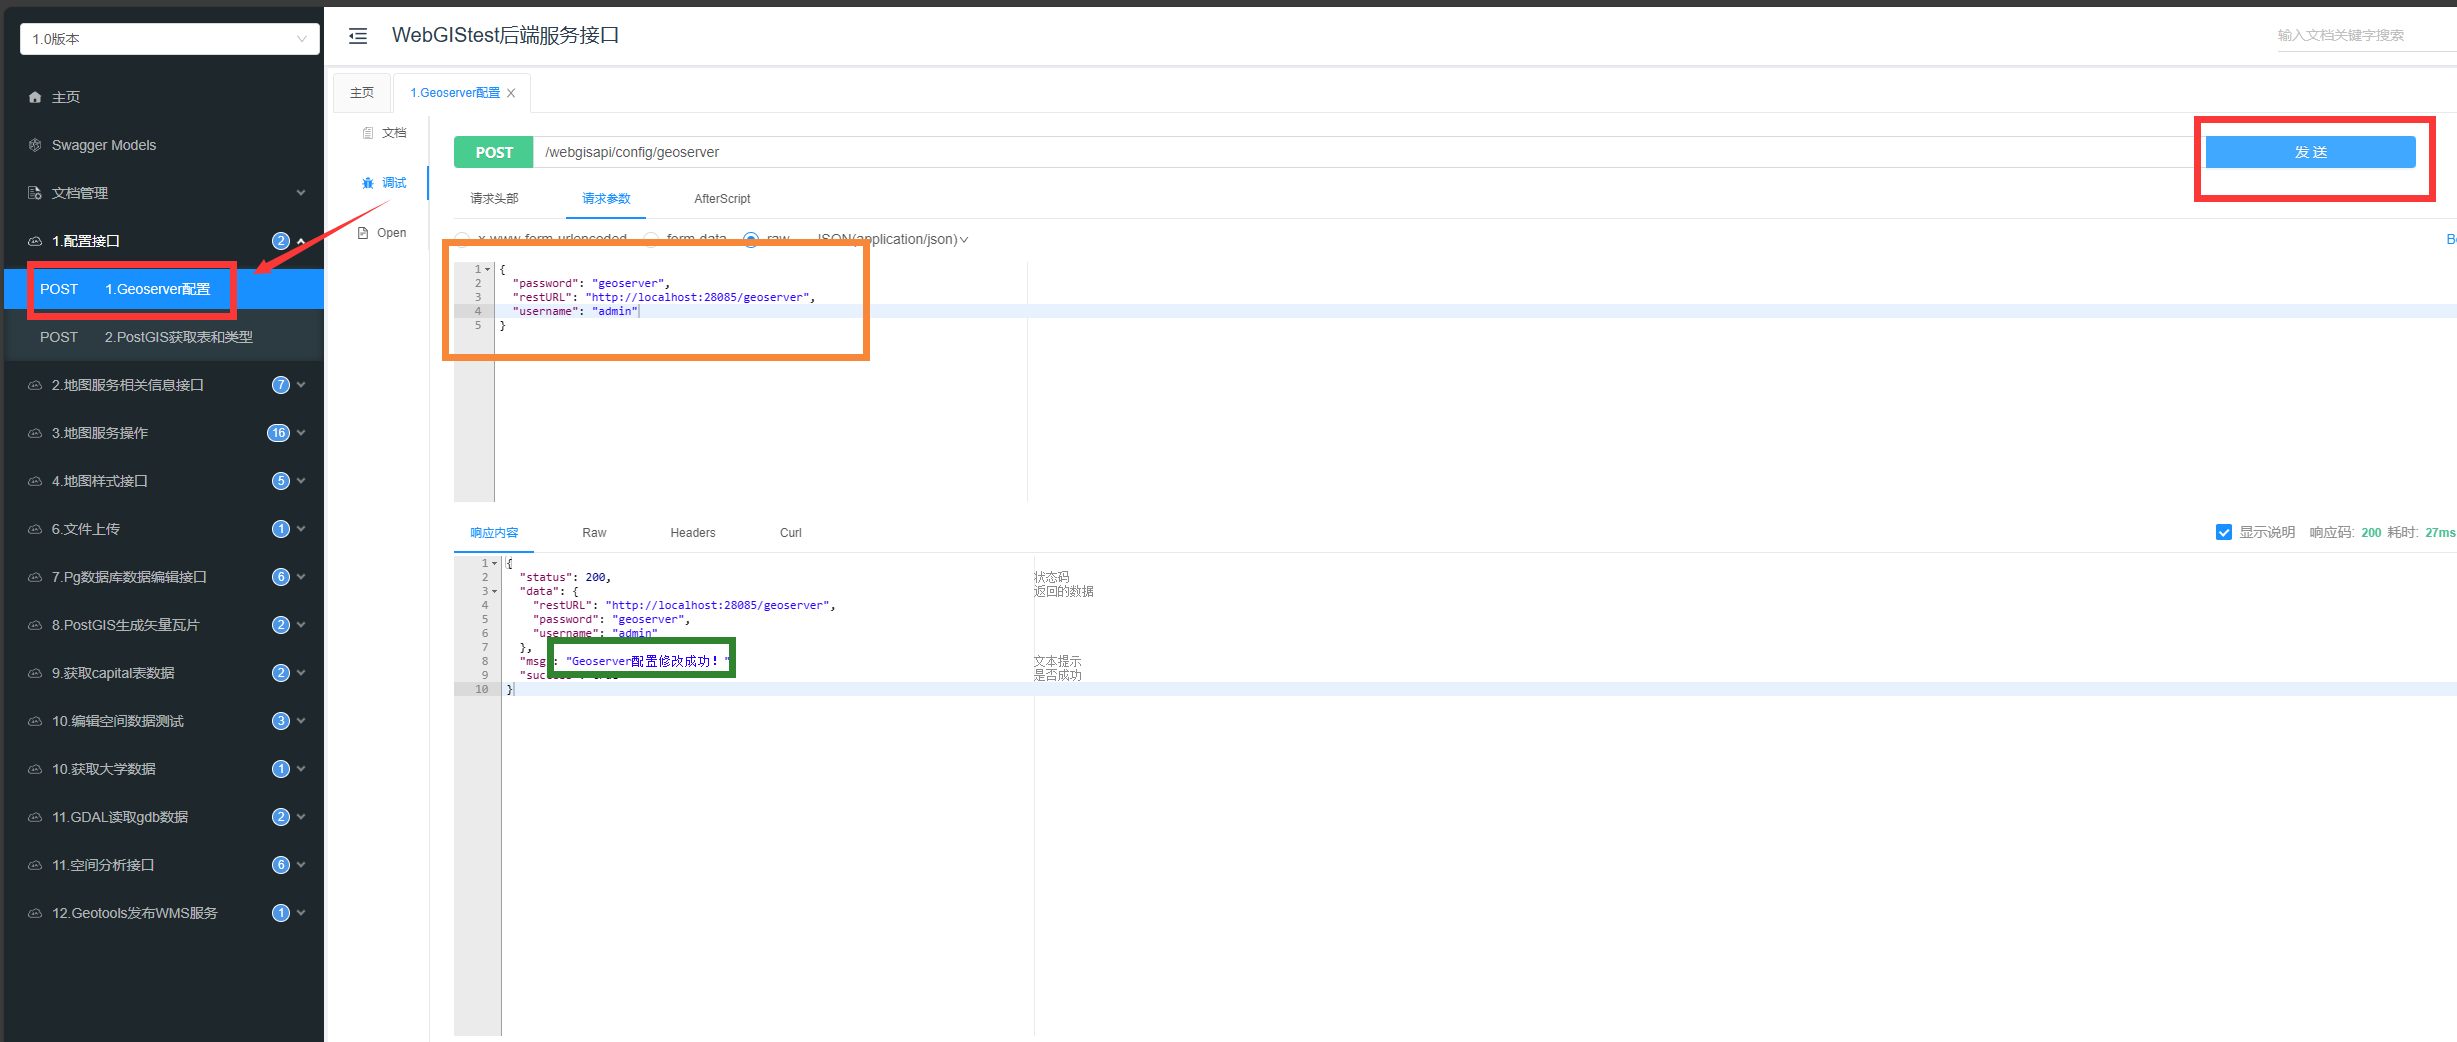 1.0版本
主页
Swagger Models
文档管理
1.配置接口 2
POST 1.Geoserver配置
POST 2.PostGIS获取表和类型
2.地图服务相关信息接口 7
3.地图服务操作 16
4.地图样式接口 5
6.文件上传 1
7.Pg数据库数据编辑接口 6
8.PostGIS生成矢量瓦片 2
9.获取capital表数据 2
10.编辑空间数据测试 3
10.获取大学数据 1
11.GDAL读取gdb数据 2
11.空间分析接口 6
12.Geotools发布WMS服务 1
WebGIStest后端服务接口
输入文档关键字搜索
主页 1.Geoserver配置
文档
调试
Open
POST /webgisapi/config/geoserver 发 送
请求头部 请求参数 AfterScript
x-www-form-urlencoded form-data raw JSON(application/json)
1 {
2 "password": "geoserver",
3 "restURL": "http://localhost:28085/geoserver",
4 "username": "admin"
5 }
响应内容 Raw Headers Curl 显示说明 响应码: 200 耗时: 27ms
1 {
2 "status": 200, 状态码
3 "data": { 返回的数据
4 "restURL": "http://localhost:28085/geoserver",
5 "password": "geoserver",
6 "username": "admin"
7 },
8 "msg": "Geoserver配置修改成功！" 文本提示
9 "success": true 是否成功
10 }